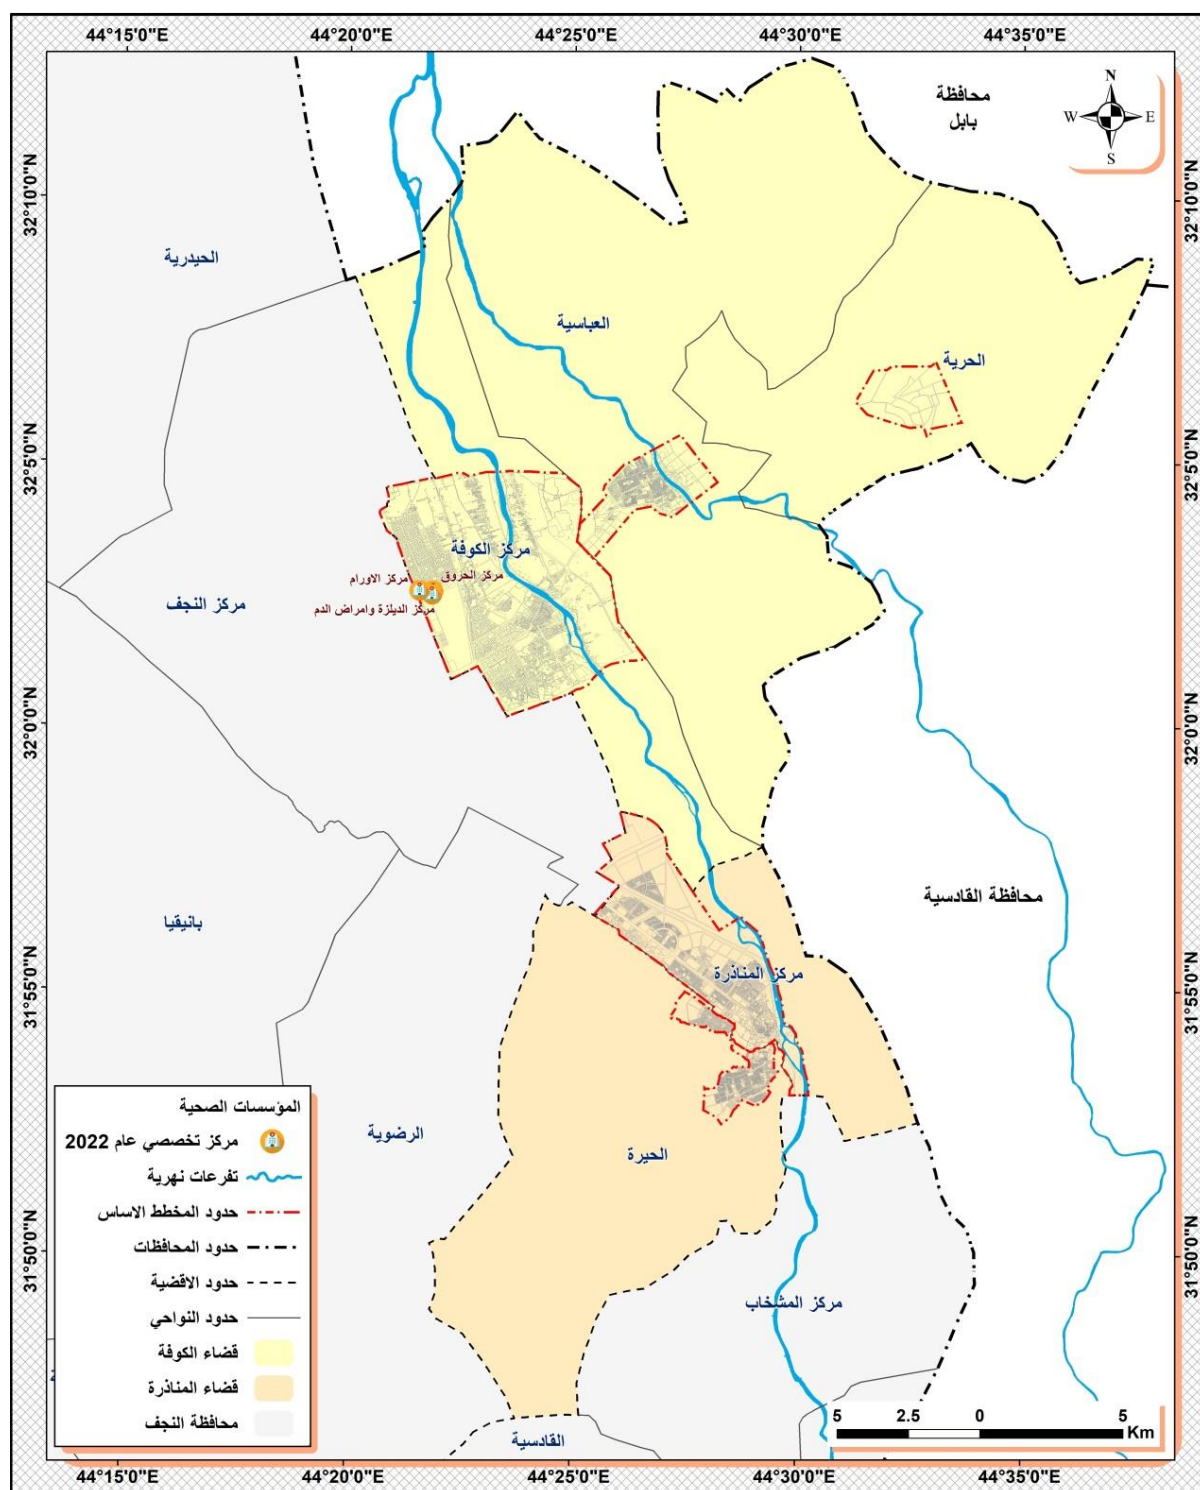 44°15'0"E
44°20'0"E
44°25'0"E
44°30'0"E
44°35'0"E
N
W
E
S
محافظة
بابل
32°10'0"N
32°10'0"N
الحيدرية
العباسية
الحرية
32°5'0"N
32°5'0"N
مركز الكوفة
مركز الحروق
مركز الاورام
مركز الديلزة وامراض الدم
مركز النجف
32°0'0"N
32°0'0"N
محافظة القادسية
بانيقيا
مركز المناذرة
31°55'0"N
31°55'0"N
الرضوية
الحيرة
31°50'0"N
31°50'0"N
مركز المشخاب
القادسية
المؤسسات الصحية
مركز تخصصي عام 2022
تفرعات نهرية
حدود المخطط الاساس
حدود المحافظات
حدود الاقضية
حدود النواحي
قضاء الكوفة
قضاء المناذرة
محافظة النجف
5 2.5 0 5
Km
44°15'0"E
44°20'0"E
44°25'0"E
44°30'0"E
44°35'0"E